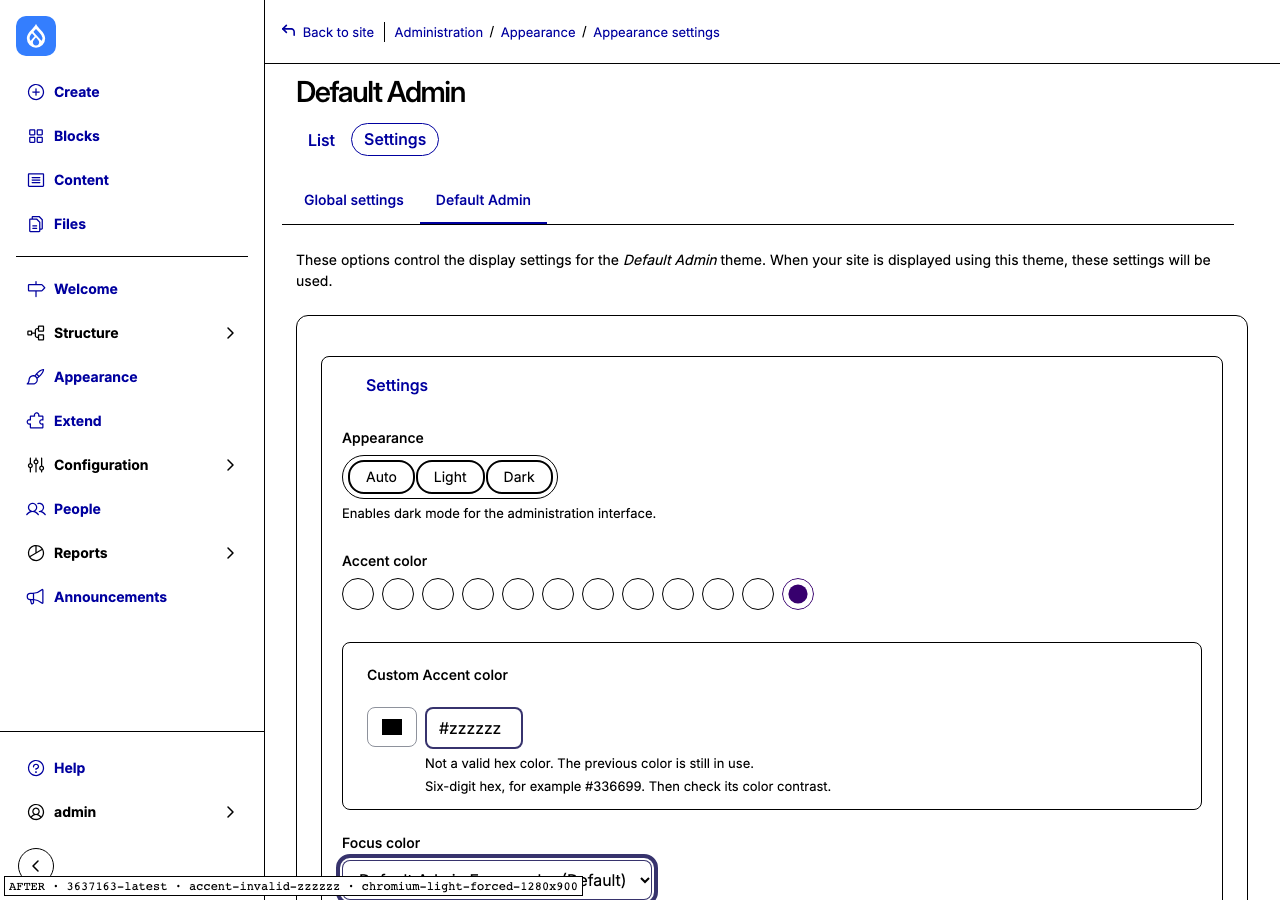 Back to site
Administration / Appearance / Appearance settings
Create
Blocks
Content
Files
Welcome
Structure
Appearance
Extend
Configuration
People
Reports
Announcements
Help
admin
Default Admin
List
Settings
Global settings
Default Admin
These options control the display settings for the Default Admin theme. When your site is displayed using this theme, these settings will be
used.
Settings
Appearance
Auto
Light
Dark
Enables dark mode for the administration interface.
Accent color
Custom Accent color
#zzzzzz
Not a valid hex color. The previous color is still in use.
Six-digit hex, for example #336699. Then check its color contrast.
Focus color
AFTER · 3637163-latest · accent-invalid-zzzzzz · chromium-light-forced-1280x900